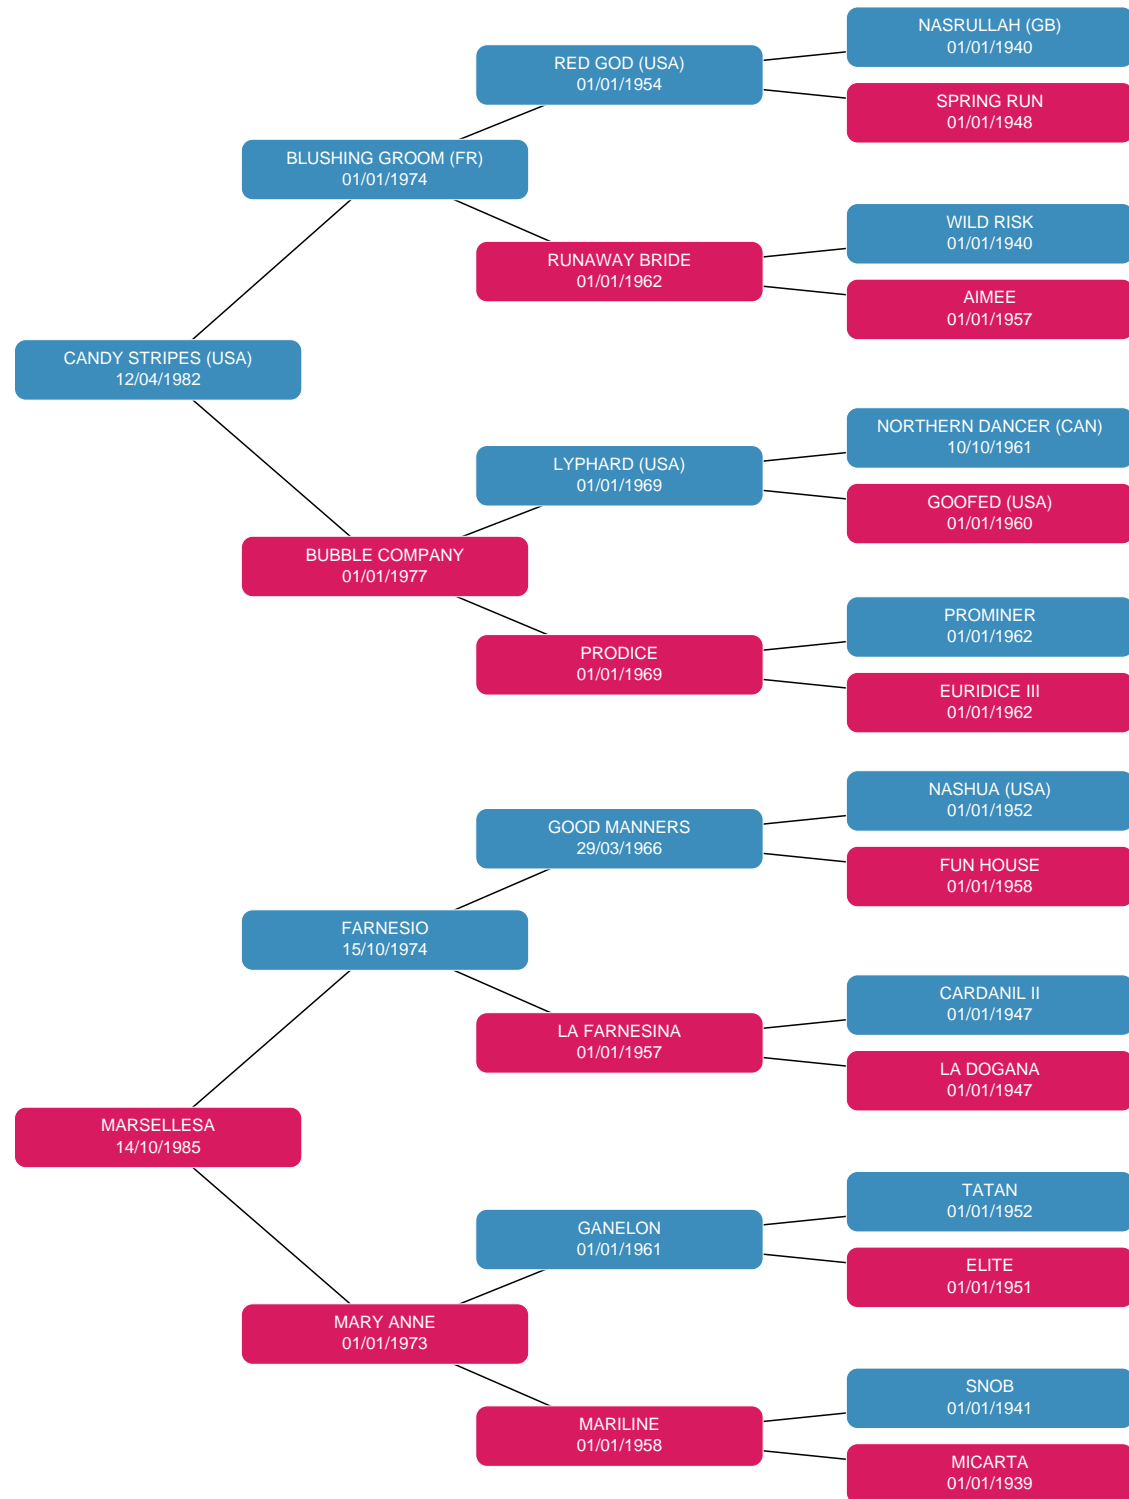 NASRULLAH (GB)
01/01/1940
RED GOD (USA)
01/01/1954
SPRING RUN
01/01/1948
BLUSHING GROOM (FR)
01/01/1974
WILD RISK
01/01/1940
RUNAWAY BRIDE
01/01/1962
AIMEE
01/01/1957
CANDY STRIPES (USA)
12/04/1982
NORTHERN DANCER (CAN)
10/10/1961
LYPHARD (USA)
01/01/1969
GOOFED (USA)
01/01/1960
BUBBLE COMPANY
01/01/1977
PROMINER
01/01/1962
PRODICE
01/01/1969
EURIDICE III
01/01/1962
NASHUA (USA)
01/01/1952
GOOD MANNERS
29/03/1966
FUN HOUSE
01/01/1958
FARNESIO
15/10/1974
CARDANIL II
01/01/1947
LA FARNESINA
01/01/1957
LA DOGANA
01/01/1947
MARSELLESA
14/10/1985
TATAN
01/01/1952
GANELON
01/01/1961
ELITE
01/01/1951
MARY ANNE
01/01/1973
SNOB
01/01/1941
MARILINE
01/01/1958
MICARTA
01/01/1939